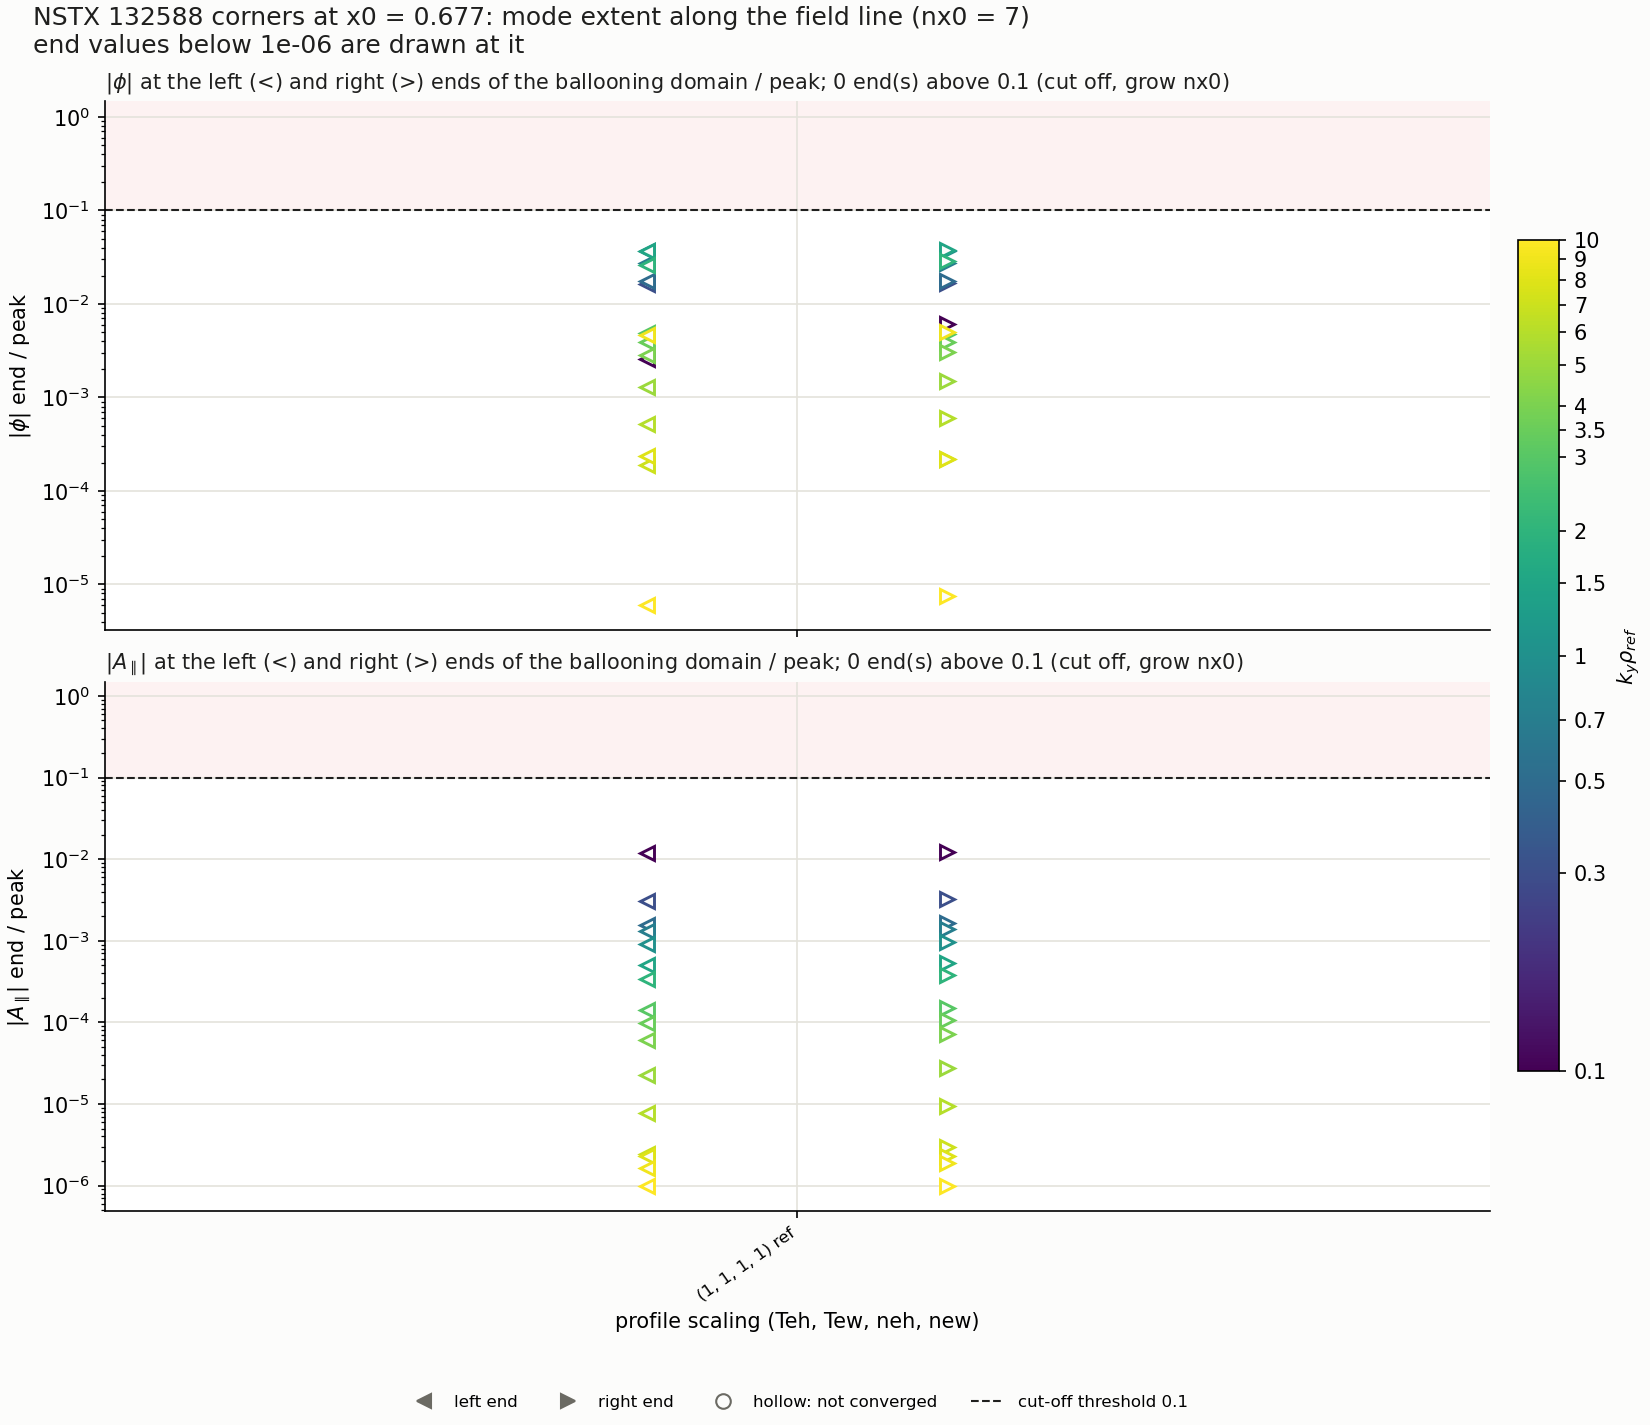 NSTX 132588 corners at x0 = 0.677: mode extent along the field line (nx0 = 7)
end values below 1e-06 are drawn at it
|ϕ| at the left (<) and right (>) ends of the ballooning domain / peak; 0 end(s) above 0.1 (cut off, grow nx0)
|ϕ| end / peak
10⁰
10⁻¹
10⁻²
10⁻³
10⁻⁴
10⁻⁵
|A∥| at the left (<) and right (>) ends of the ballooning domain / peak; 0 end(s) above 0.1 (cut off, grow nx0)
|A∥| end / peak
10⁰
10⁻¹
10⁻²
10⁻³
10⁻⁴
10⁻⁵
10⁻⁶
(1, 1, 1, 1) ref
profile scaling (Teh, Tew, neh, new)
10
9
8
7
6
5
4
3.5
3
2
1.5
1
0.7
0.5
0.3
0.1
kyρref
left end
right end
hollow: not converged
cut-off threshold 0.1